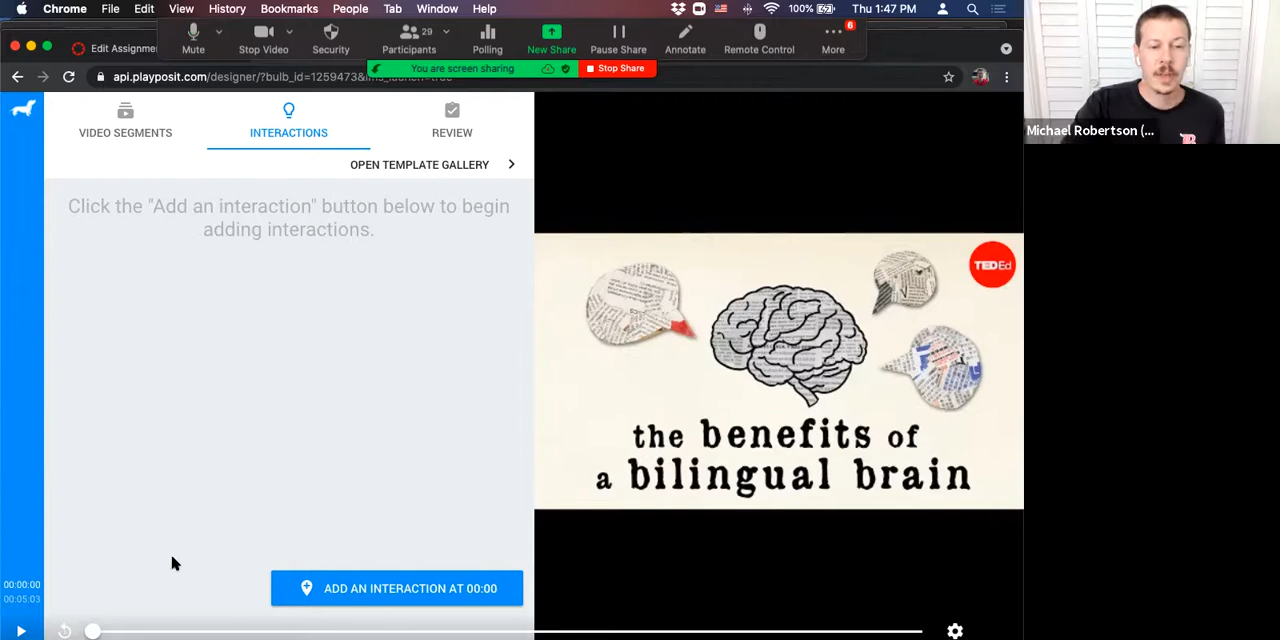 Chrome File Edit View History Bookmarks People Tab Window Help 100% Thu 1:47 PM
Mute Stop Video Security Participants 29 Polling New Share Pause Share Annotate Remote Control More 6
Edit Assignme
You are screen sharing Stop Share
api.playposit.com/designer/?bulb_id=1259473&lms_launch=true
VIDEO SEGMENTS INTERACTIONS REVIEW
OPEN TEMPLATE GALLERY
Click the "Add an interaction" button below to begin
adding interactions.
TEDEd
the benefits of
a bilingual brain
00:00:00
00:05:03
ADD AN INTERACTION AT 00:00
Michael Robertson (...